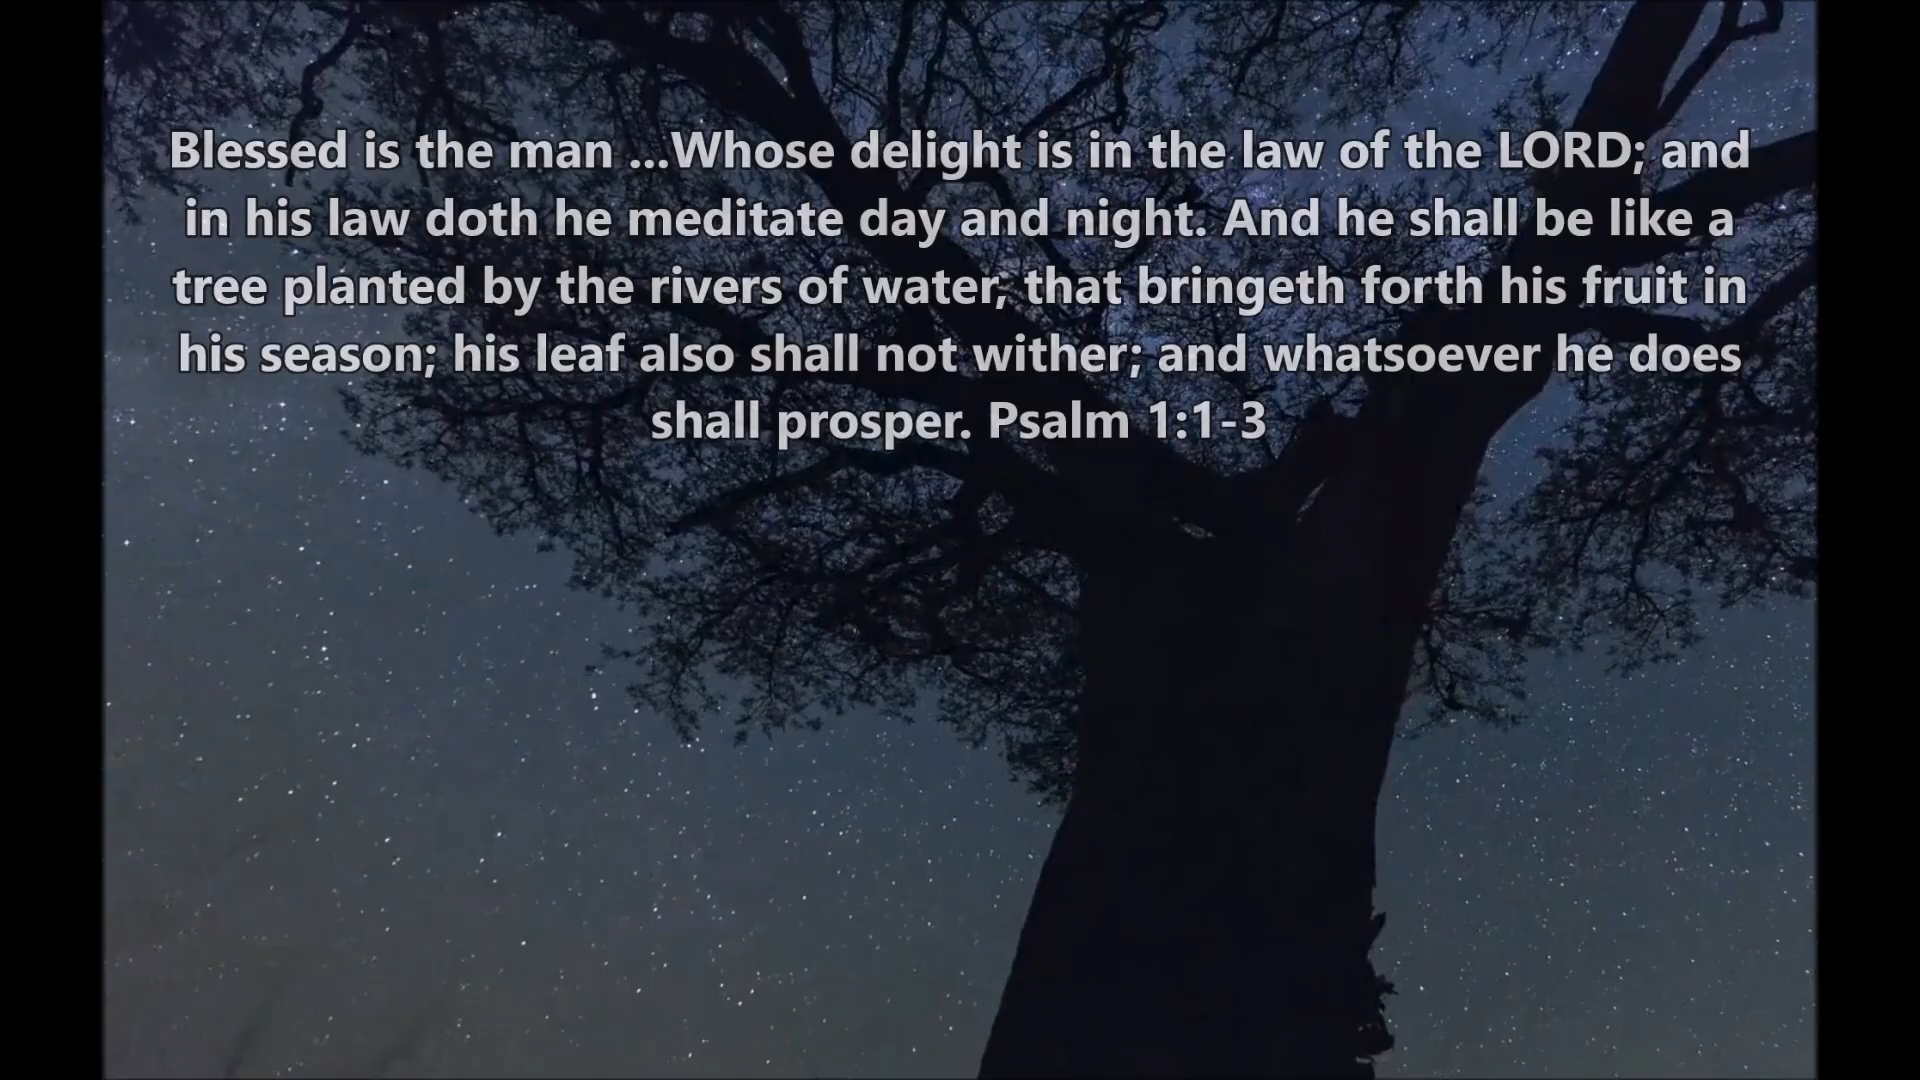 Blessed is the man ...Whose delight is in the law of the LORD; and
in his law doth he meditate day and night. And he shall be like a
tree planted by the rivers of water, that bringeth forth his fruit in
his season; his leaf also shall not wither; and whatsoever he does
shall prosper. Psalm 1:1-3